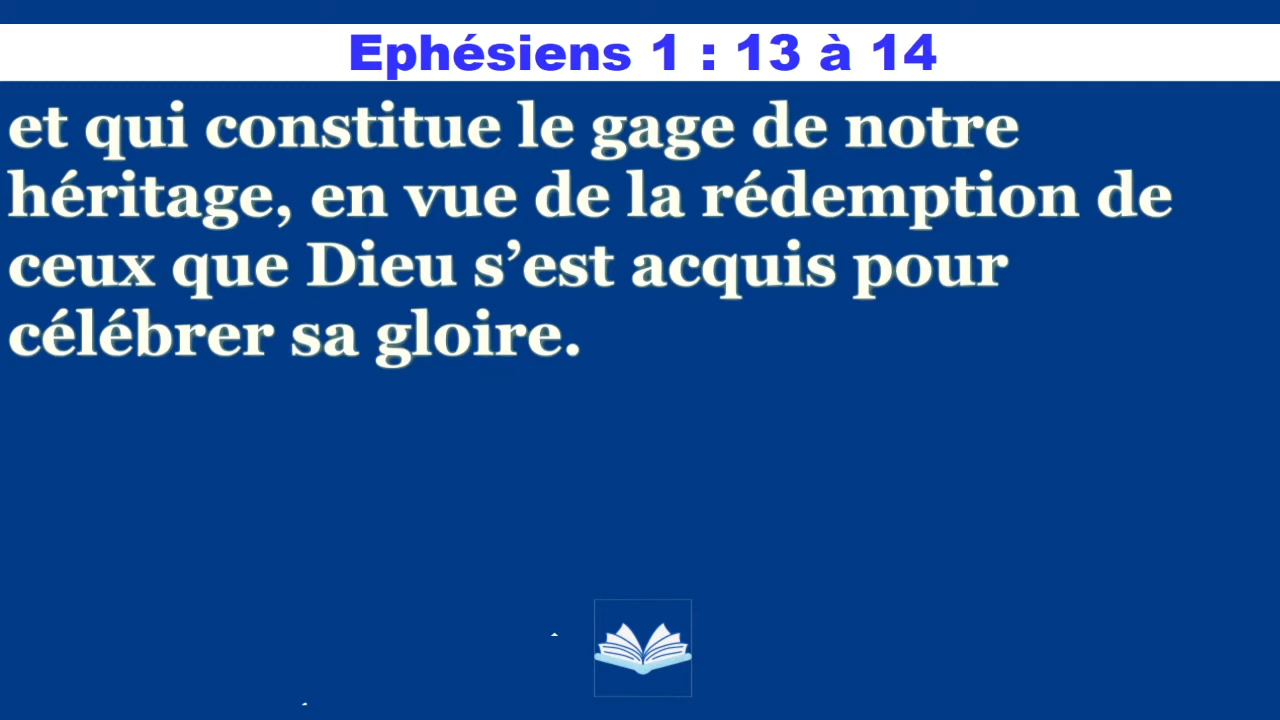 Ephésiens 1 : 13 à 14
et qui constitue le gage de notre
héritage, en vue de la rédemption de
ceux que Dieu s’est acquis pour
célébrer sa gloire.